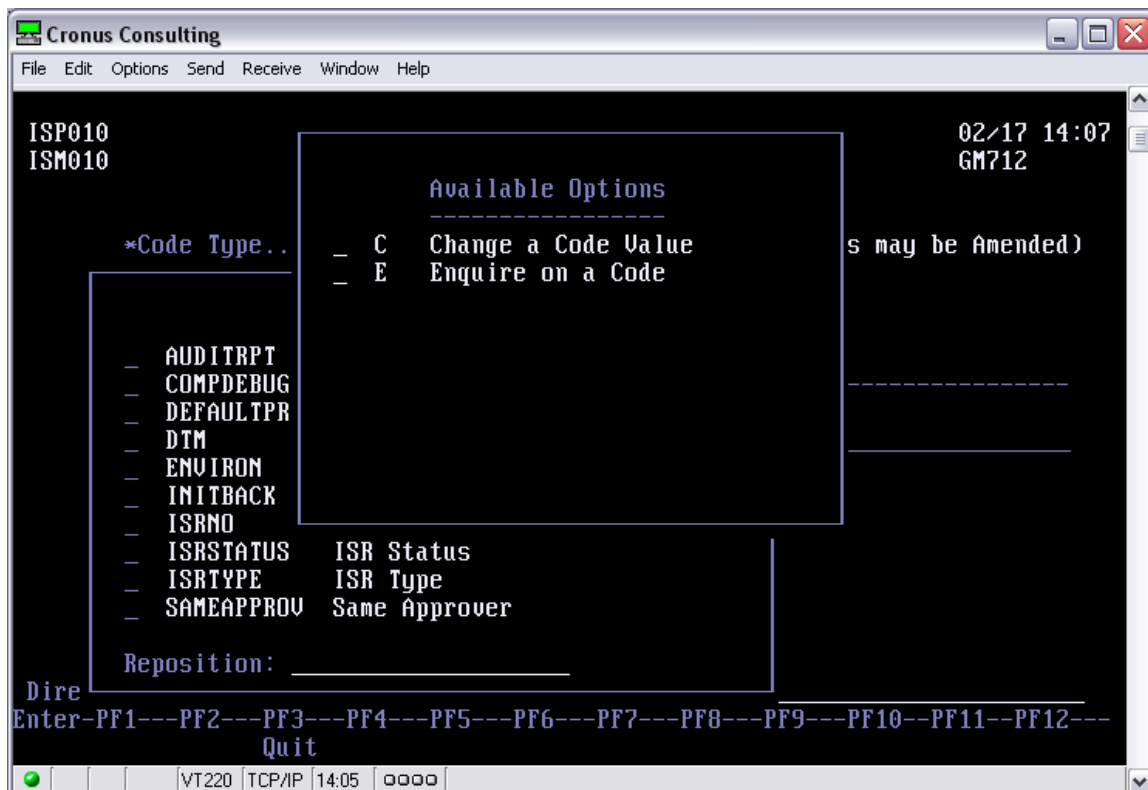 Cronus Consulting
File Edit Options Send Receive Window Help
ISP010 02/17 14:07
ISM010 GM712
Available Options
-----------------
*Code Type.. _ C Change a Code Value s may be Amended)
_ E Enquire on a Code
_ AUDITRPT
_ COMPDEBUG ----------------
_ DEFAULTPR
_ DTM
_ ENVIRON
_ INITBACK
_ ISRNO
_ ISRSTATUS ISR Status
_ ISRTYPE ISR Type
_ SAMEAPPROV Same Approver
Reposition: ____________________
Dire
Enter-PF1---PF2---PF3---PF4---PF5---PF6---PF7---PF8---PF9---PF10--PF11--PF12---
Quit
VT220 TCP/IP 14:05